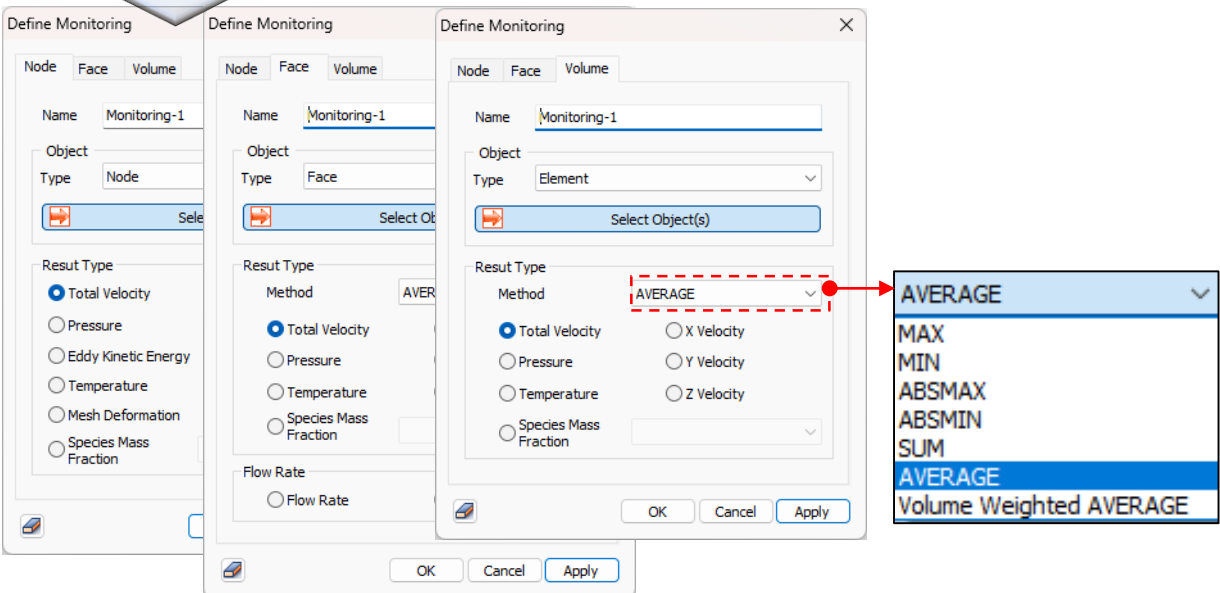 Define Monitoring
Node Face Volume
Name Monitoring-1
Object
Type Node
Sele
Resut Type
Total Velocity
Pressure
Eddy Kinetic Energy
Temperature
Mesh Deformation
Species Mass
Fraction
Define Monitoring
Node Face Volume
Name Monitoring-1
Object
Type Face
Select Ob
Resut Type
Method AVER
Total Velocity
Pressure
Temperature
Species Mass
Fraction
Flow Rate
Flow Rate
OK Cancel Apply
Define Monitoring
Node Face Volume
Name Monitoring-1
Object
Type Element
Select Object(s)
Resut Type
Method AVERAGE
Total Velocity X Velocity
Pressure Y Velocity
Temperature Z Velocity
Species Mass
Fraction
OK Cancel Apply
AVERAGE
MAX
MIN
ABSMAX
ABSMIN
SUM
AVERAGE
Volume Weighted AVERAGE